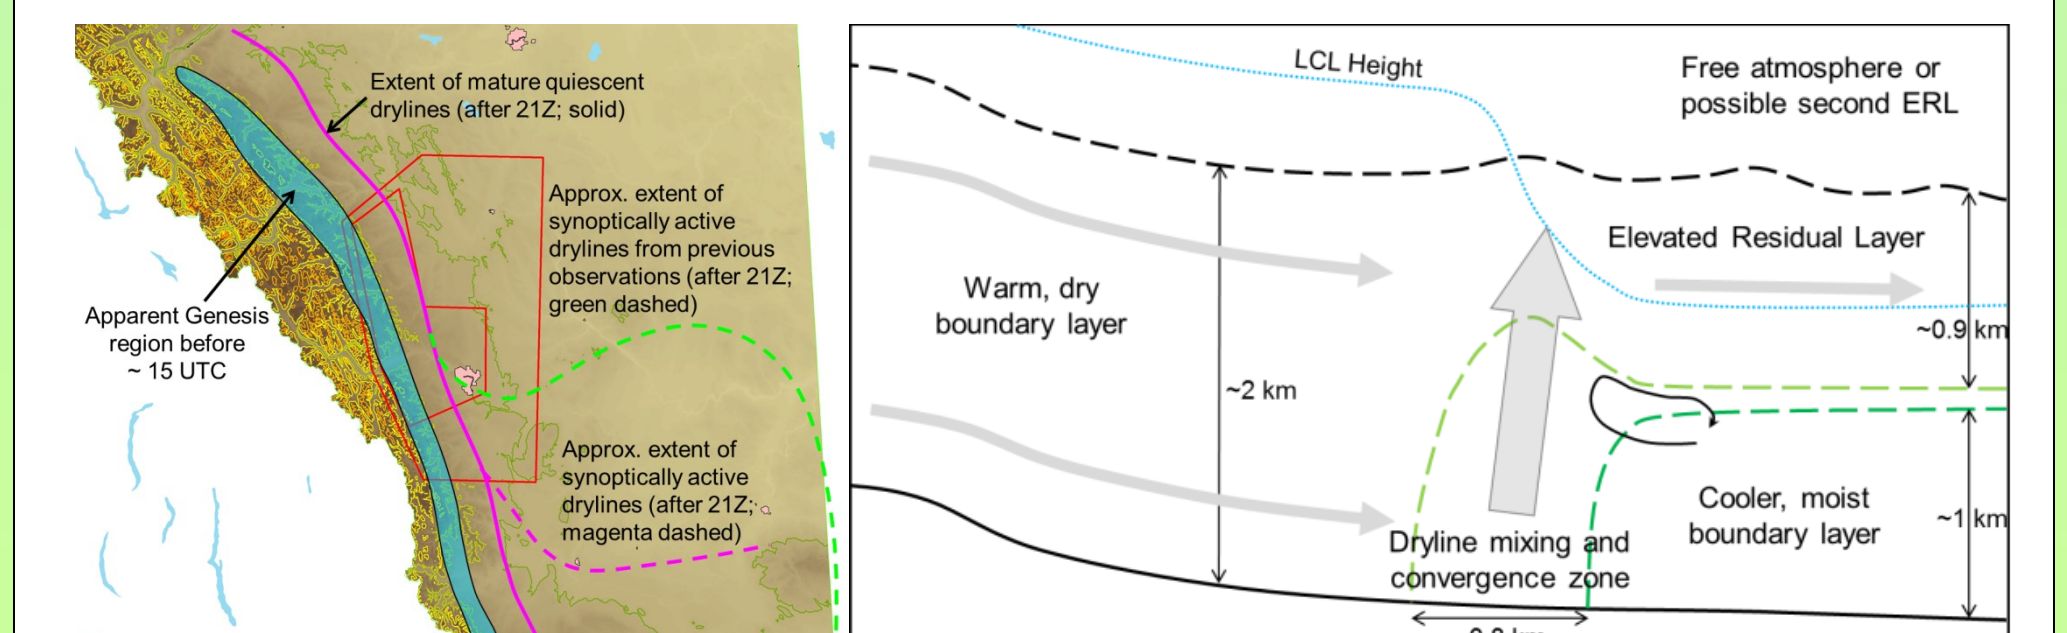 Extent of mature quiescent
drylines (after 21Z; solid)
Approx. extent of
synoptically active
drylines from previous
observations (after 21Z;
green dashed)
Apparent Genesis
region before
~ 15 UTC
Approx. extent of
synoptically active
drylines (after 21Z;
magenta dashed)
LCL Height
Free atmosphere or
possible second ERL
Elevated Residual Layer
Warm, dry
boundary layer
~0.9 km
~2 km
Cooler, moist
boundary layer
~1 km
Dryline mixing and
convergence zone